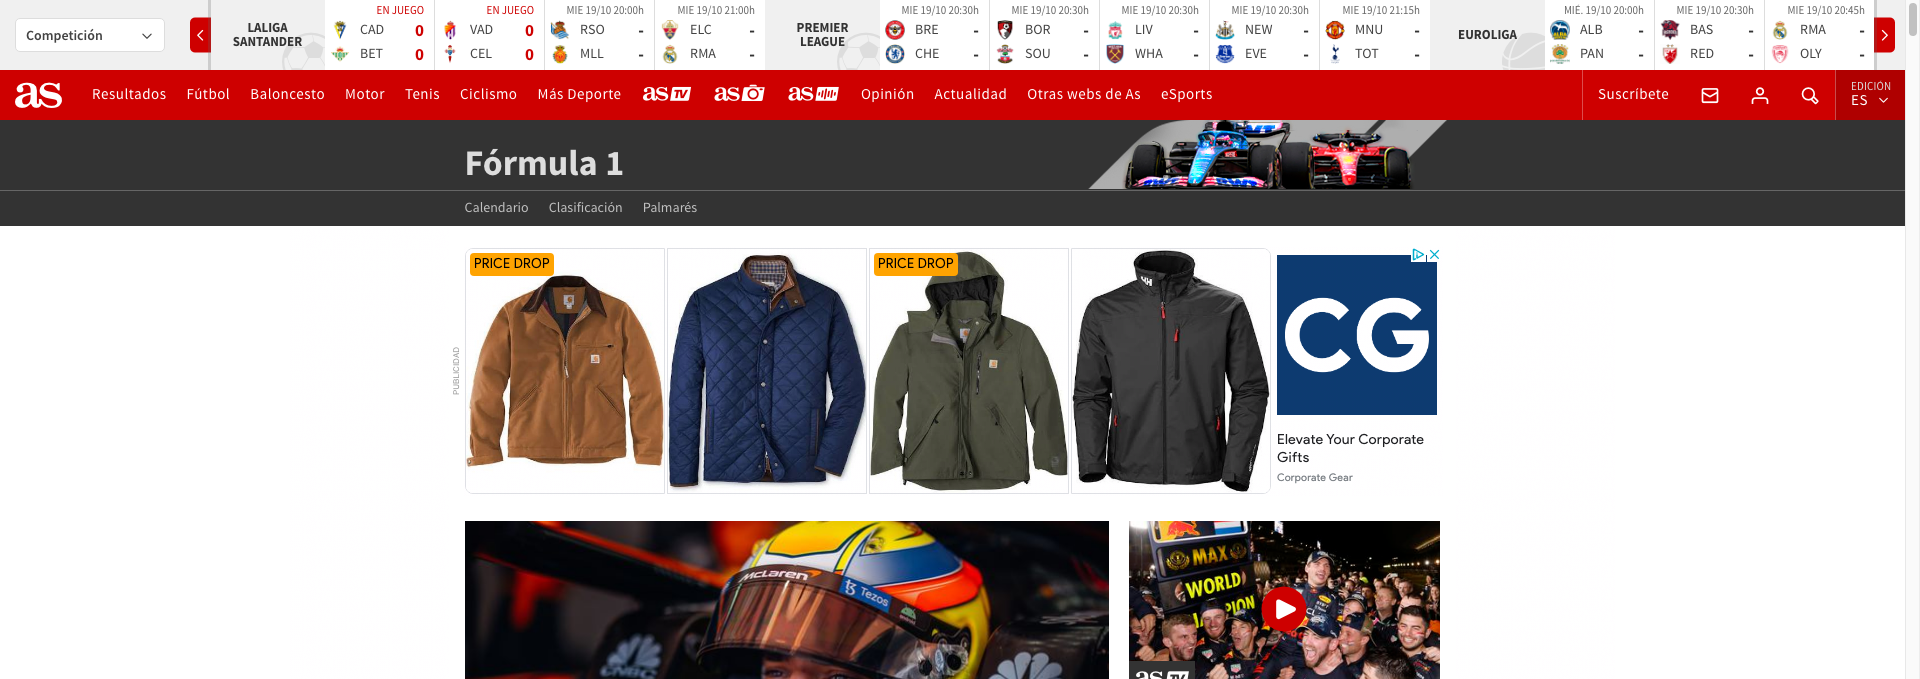 Competición
LALIGA
SANTANDER
EN JUEGO
CAD 0
BET 0
EN JUEGO
VAD 0
CEL 0
MIE 19/10 20:00h
RSO -
MLL -
MIE 19/10 21:00h
ELC -
RMA -
PREMIER
LEAGUE
MIE 19/10 20:30h
BRE -
CHE -
MIE 19/10 20:30h
BOR -
SOU -
MIE 19/10 20:30h
LIV -
WHA -
MIE 19/10 20:30h
NEW -
EVE -
MIE 19/10 21:15h
MNU -
TOT -
EUROLIGA
MIÉ. 19/10 20:00h
ALB -
PAN -
MIE 19/10 20:30h
BAS -
RED -
MIE 19/10 20:45h
RMA -
OLY -
as Resultados Fútbol Baloncesto Motor Tenis Ciclismo Más Deporte as TV as as Opinión Actualidad Otras webs de As eSports Suscríbete
EDICIÓN
ES
Fórmula 1
Calendario Clasificación Palmarés
PUBLICIDAD
PRICE DROP
PRICE DROP
HH
CG
Elevate Your Corporate
Gifts
Corporate Gear
McLaren
Tezos
CNBC
CNBC
MAX
WORLD
as TV